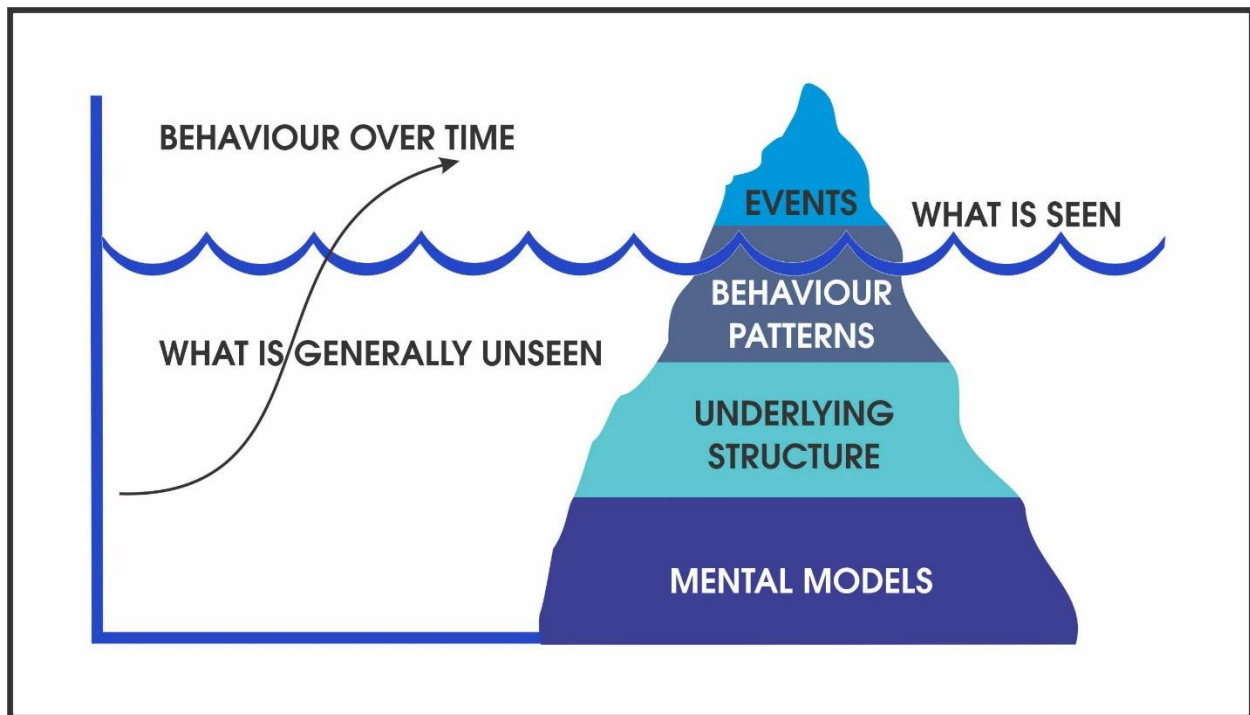 BEHAVIOUR OVER TIME
EVENTS
WHAT IS SEEN
BEHAVIOUR
PATTERNS
WHAT IS GENERALLY UNSEEN
UNDERLYING
STRUCTURE
MENTAL MODELS